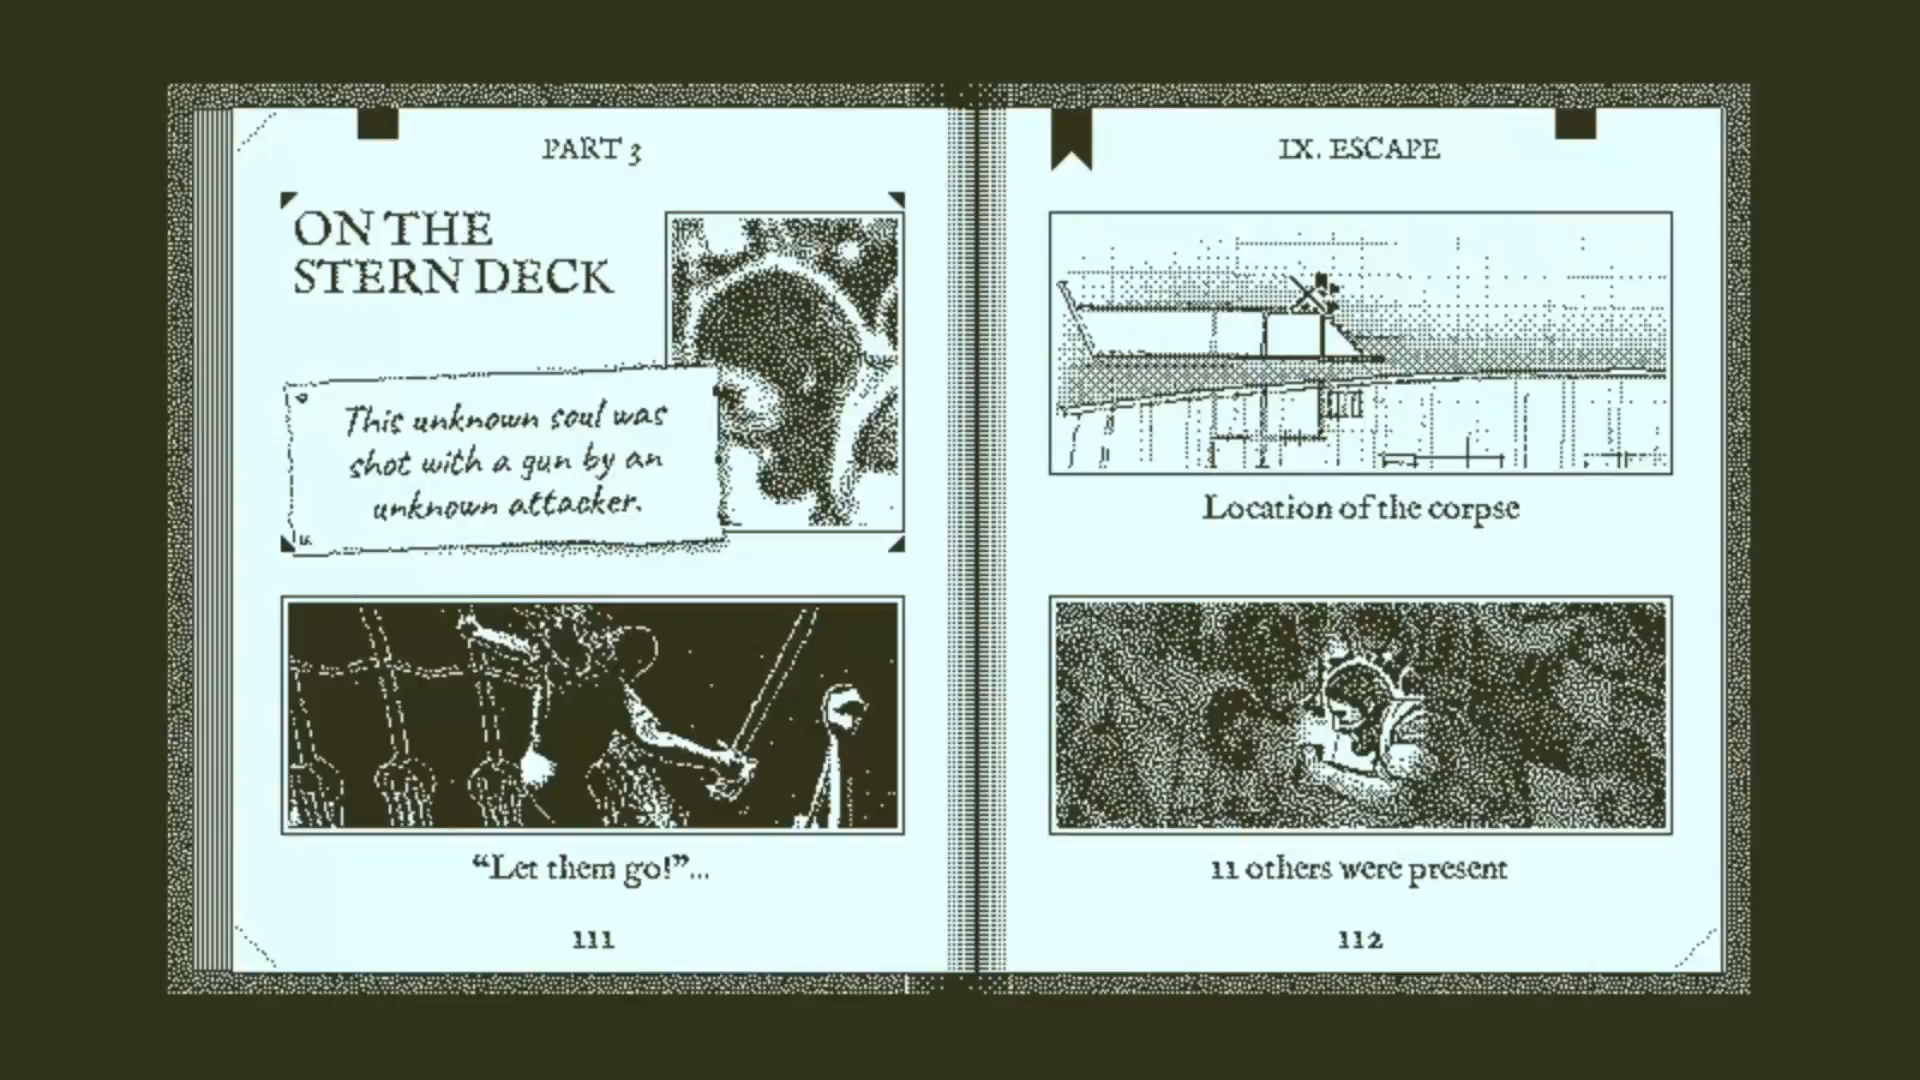 PART 3
ON THE
STERN DECK
This unknown soul was
shot with a gun by an
unknown attacker.
“Let them go!”...
111
IX. ESCAPE
Location of the corpse
11 others were present
112